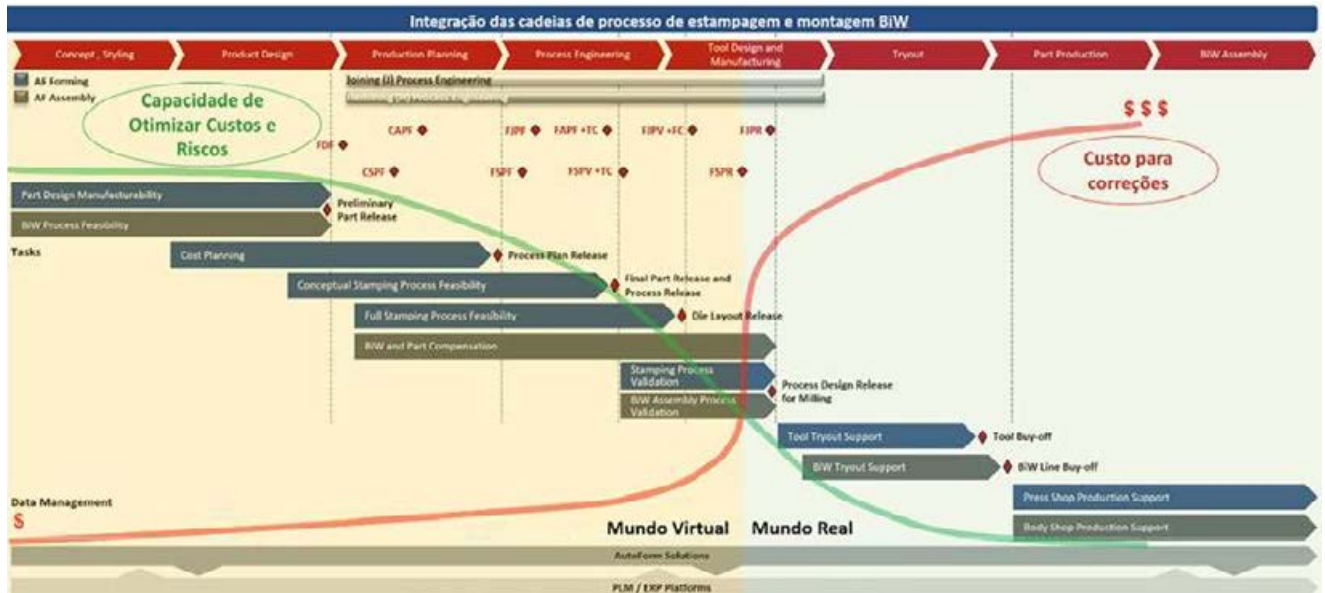 Integração das cadeias de processo de estampagem e montagem BiW
Concept , Styling
Product Design
Production Planning
Process Engineering
Tool Design and
Manufacturing
Tryout
Part Production
BiW Assembly
AF Forming
AF Assembly
Joining (J) Process Engineering
Process Engineering
Capacidade de
Otimizar Custos e
Riscos
$ $ $
Custo para
correções
FDF
CAPF
FJPF
FAPF +TC
FJPV +FC
FJPR
CSPF
FSPF
FSPV +TC
FSPR
Part Design Manufacturability
BiW Process Feasibility
Preliminary
Part Release
Tasks
Cost Planning
Process Plan Release
Conceptual Stamping Process Feasibility
Final Part Release and
Process Release
Full Stamping Process Feasibility
Die Layout Release
BiW and Part Compensation
Stamping Process
Validation
BiW Assembly Process
Validation
Process Design Release
for Milling
Tool Tryout Support
Tool Buy-off
BiW Tryout Support
BiW Line Buy-off
Data Management
$
Press Shop Production Support
Body Shop Production Support
Mundo Virtual
Mundo Real
AutoForm Solutions
PLM / ERP Platforms